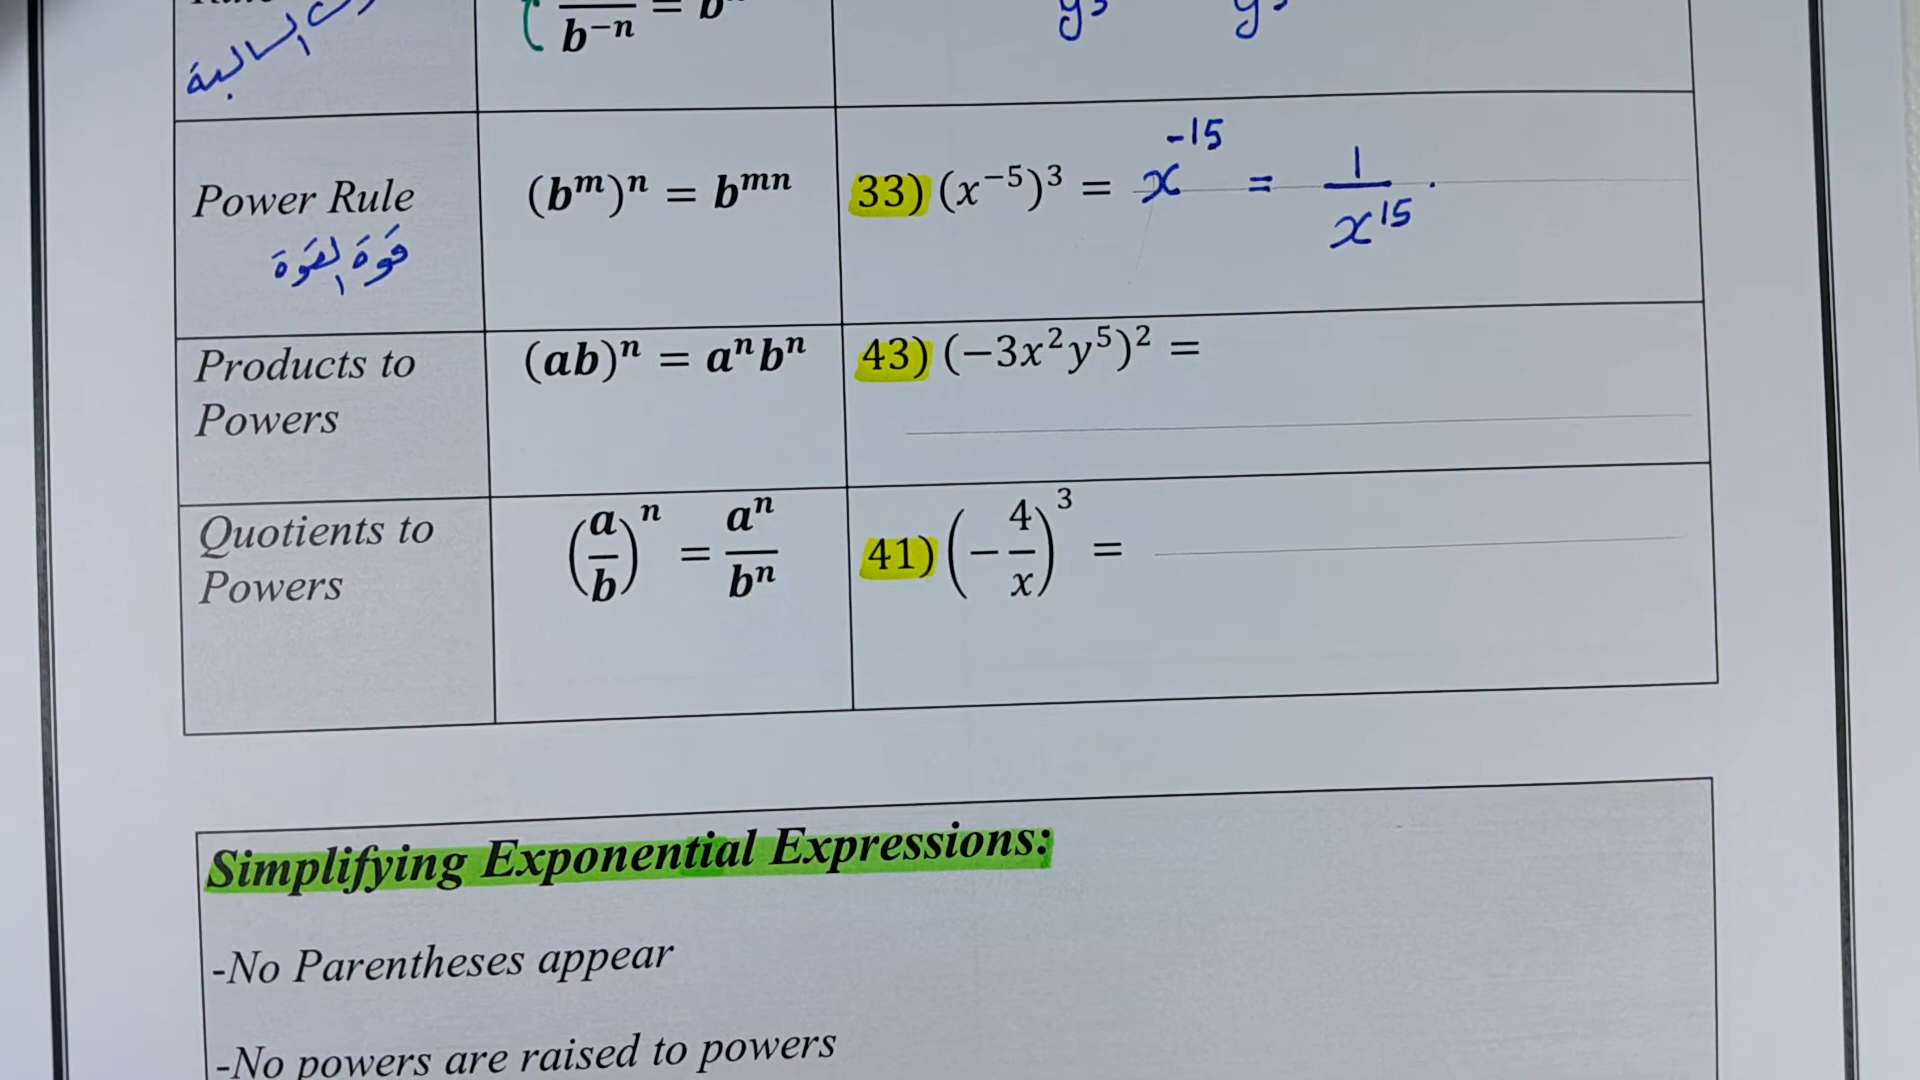 السالبة
b⁻ⁿ
Power Rule
قوة القوة
(bᵐ)ⁿ = bᵐⁿ
33) (x⁻⁵)³ = x⁻¹⁵ = 1/x¹⁵ .
Products to
Powers
(ab)ⁿ = aⁿbⁿ
43) (−3x²y⁵)² =
Quotients to
Powers
(a/b)ⁿ = aⁿ/bⁿ
41) (−4/x)³ =
Simplifying Exponential Expressions:
-No Parentheses appear
-No powers are raised to powers